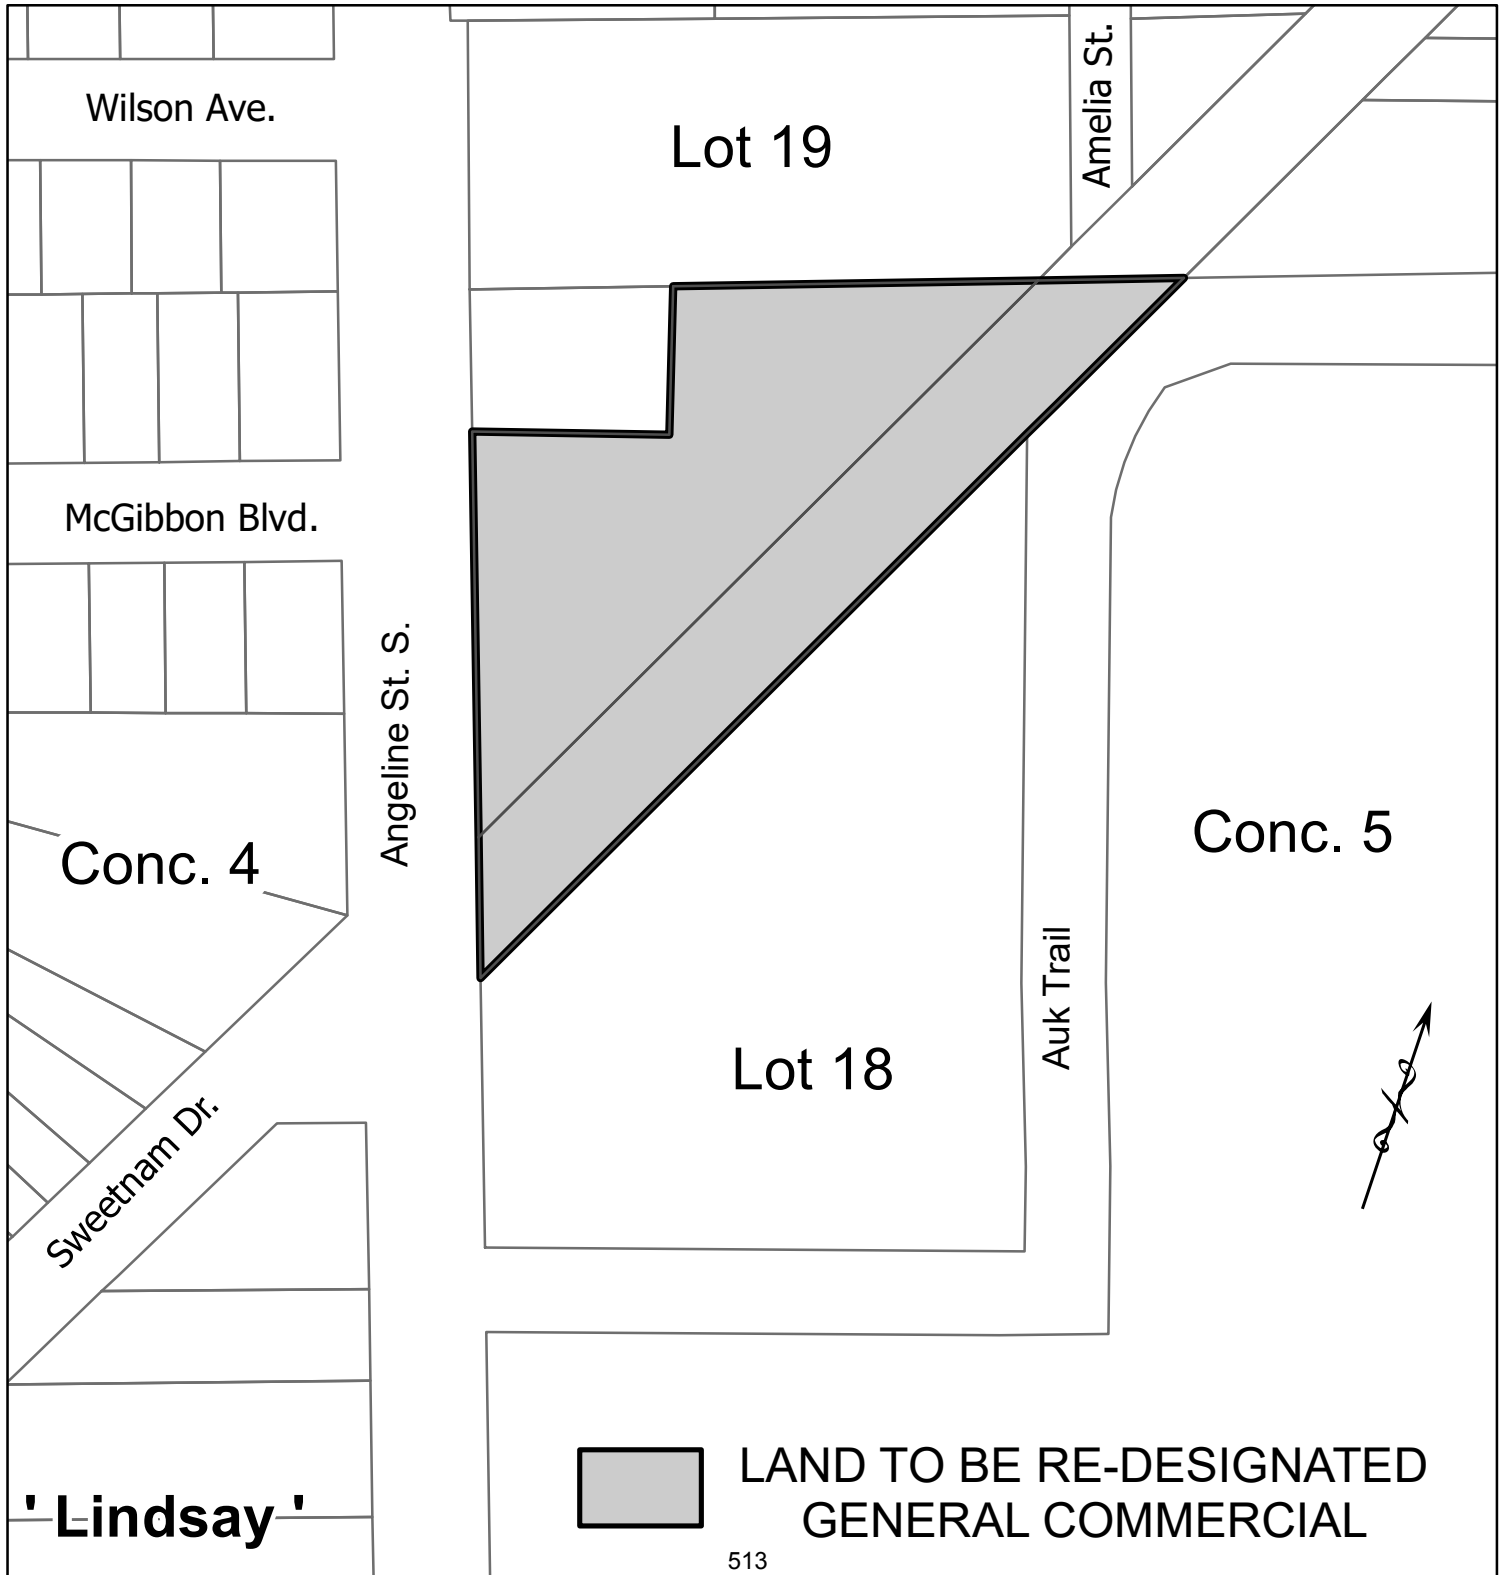 Wilson Ave.
Lot 19
Amelia St.
McGibbon Blvd.
Angeline St. S.
Conc. 4
Conc. 5
Auk Trail
Lot 18
Sweetnam Dr.
' Lindsay '
LAND TO BE RE-DESIGNATED
GENERAL COMMERCIAL
513